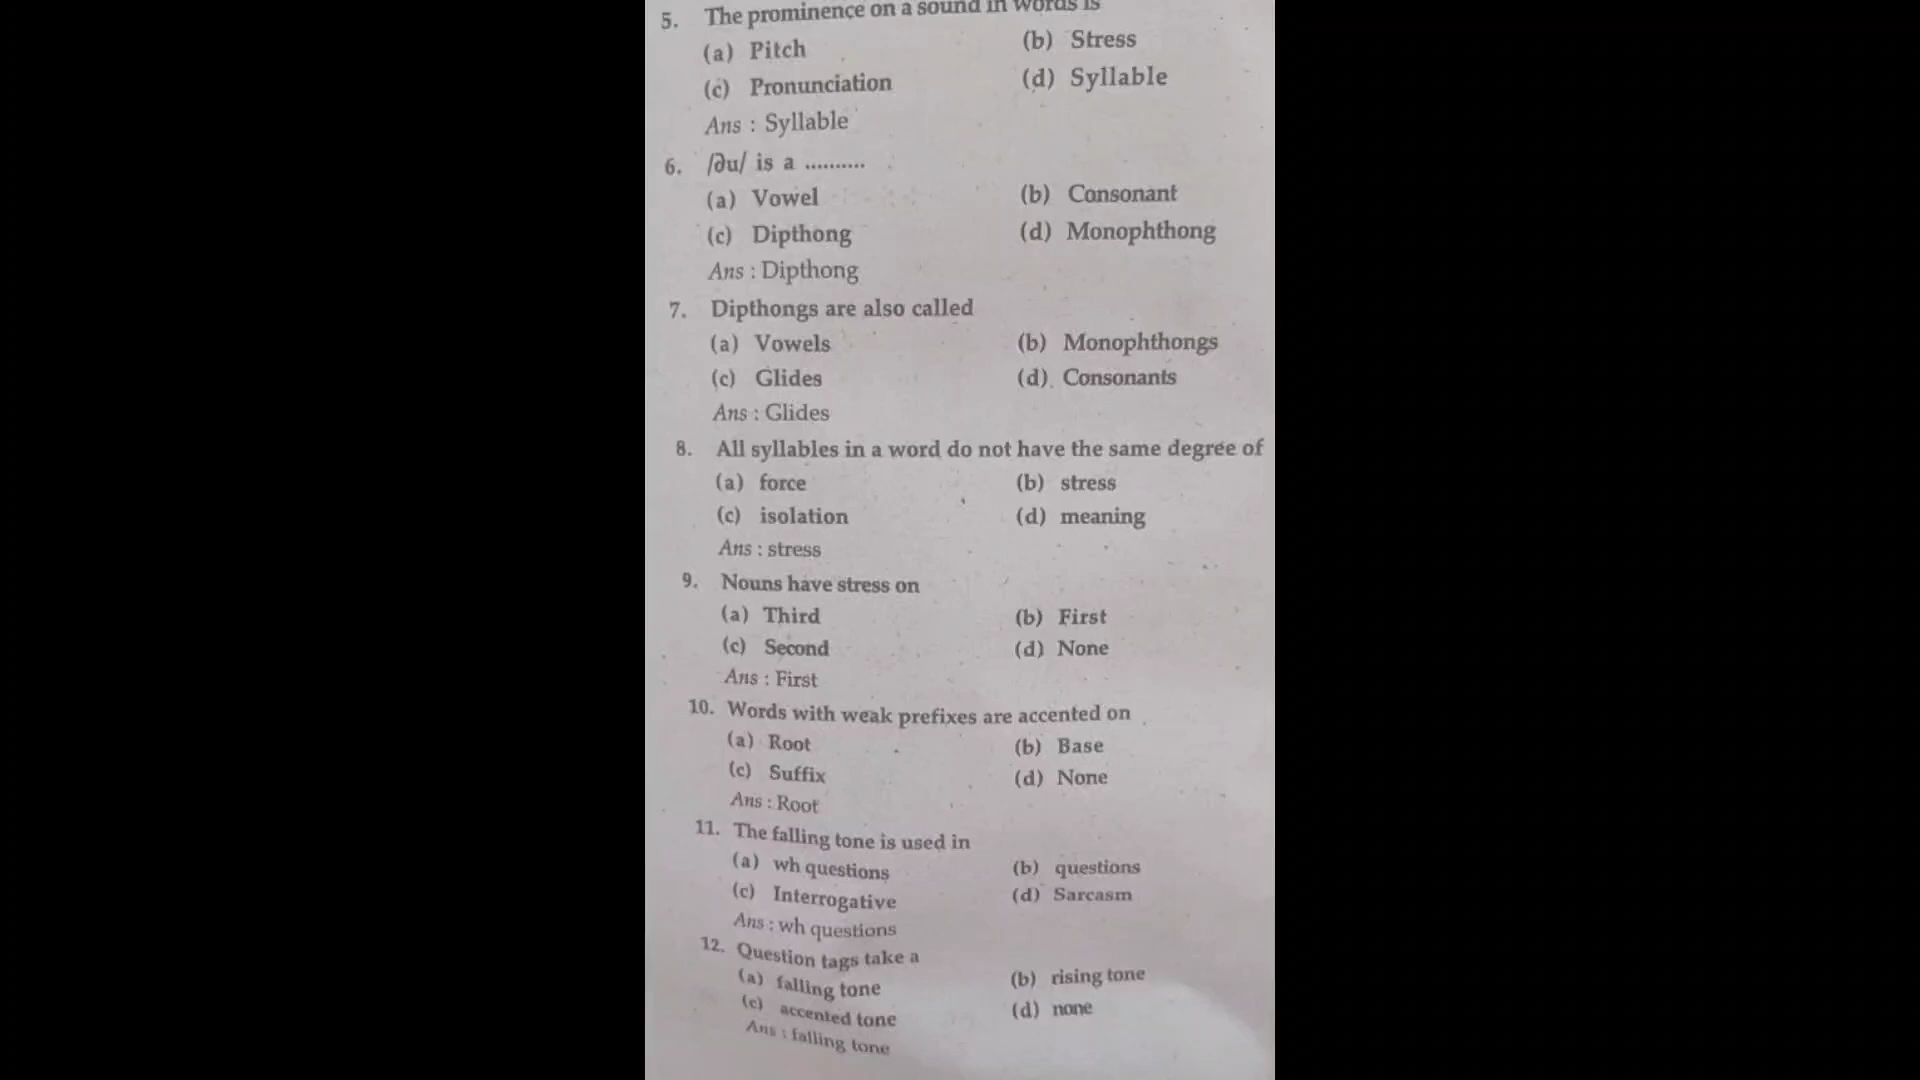 5. The prominence on a sound in words is
(a) Pitch (b) Stress
(c) Pronunciation (d) Syllable
Ans : Syllable
6. /∂u/ is a ..........
(a) Vowel (b) Consonant
(c) Dipthong (d) Monophthong
Ans : Dipthong
7. Dipthongs are also called
(a) Vowels (b) Monophthongs
(c) Glides (d) Consonants
Ans : Glides
8. All syllables in a word do not have the same degree of
(a) force (b) stress
(c) isolation (d) meaning
Ans : stress
9. Nouns have stress on
(a) Third (b) First
(c) Second (d) None
Ans : First
10. Words with weak prefixes are accented on
(a) Root (b) Base
(c) Suffix (d) None
Ans : Root
11. The falling tone is used in
(a) wh questions (b) questions
(c) Interrogative (d) Sarcasm
Ans : wh questions
12. Question tags take a
(a) falling tone (b) rising tone
(c) accented tone (d) none
Ans : falling tone